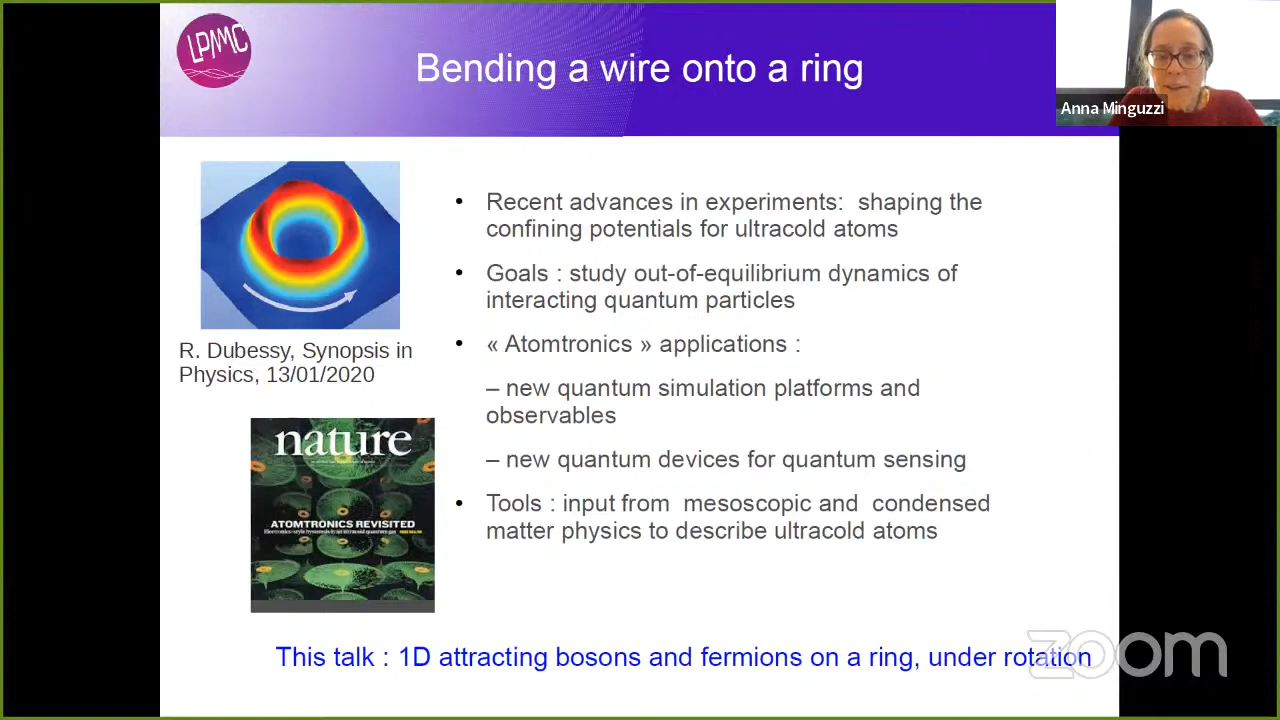 LPMMC
Bending a wire onto a ring
Anna Minguzzi
• Recent advances in experiments: shaping the
confining potentials for ultracold atoms
• Goals : study out-of-equilibrium dynamics of
interacting quantum particles
• « Atomtronics » applications :
– new quantum simulation platforms and
observables
– new quantum devices for quantum sensing
• Tools : input from mesoscopic and condensed
matter physics to describe ultracold atoms
R. Dubessy, Synopsis in
Physics, 13/01/2020
nature
ATOMTRONICS REVISITED
This talk : 1D attracting bosons and fermions on a ring, under rotation
zoom